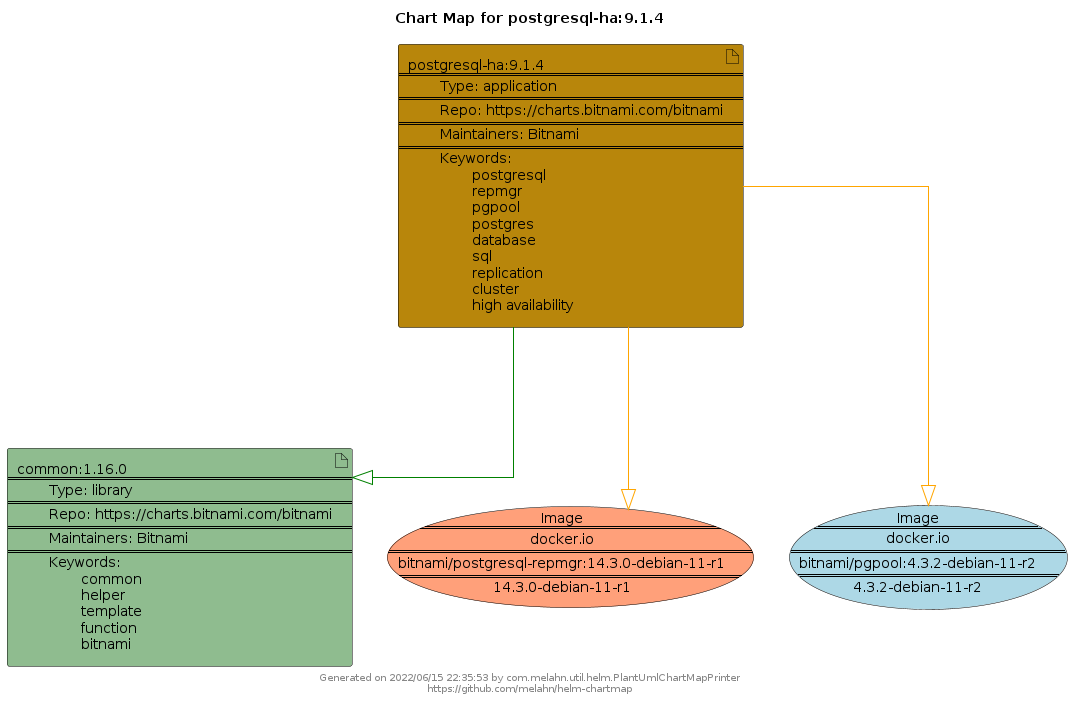 Chart Map for postgresql-ha:9.1.4
postgresql-ha:9.1.4
Type: application
Repo: https://charts.bitnami.com/bitnami
Maintainers: Bitnami
Keywords:
postgresql
repmgr
pgpool
postgres
database
sql
replication
cluster
high availability
common:1.16.0
Type: library
Repo: https://charts.bitnami.com/bitnami
Maintainers: Bitnami
Keywords:
common
helper
template
function
bitnami
Image
docker.io
bitnami/postgresql-repmgr:14.3.0-debian-11-r1
14.3.0-debian-11-r1
Image
docker.io
bitnami/pgpool:4.3.2-debian-11-r2
4.3.2-debian-11-r2
Generated on 2022/06/15 22:35:53 by com.melahn.util.helm.PlantUmlChartMapPrinter
https://github.com/melahn/helm-chartmap